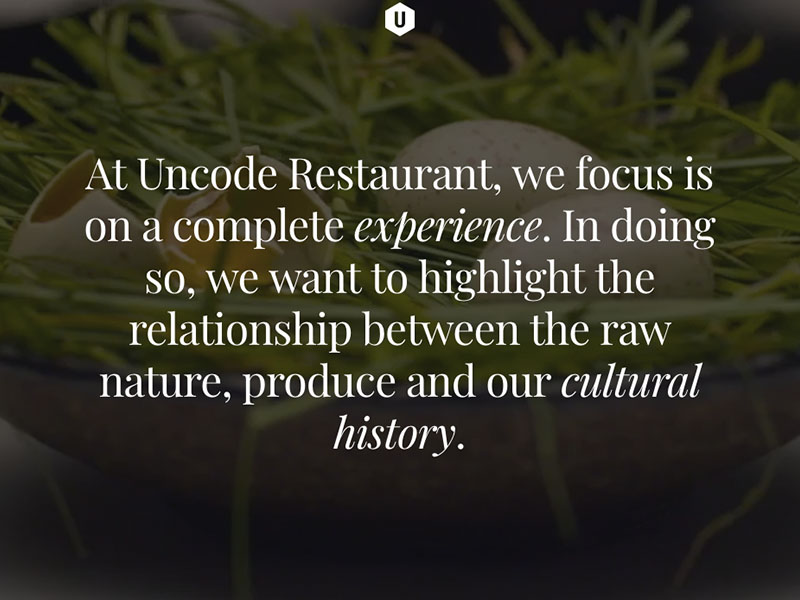 U
At Uncode Restaurant, we focus is
on a complete experience. In doing
so, we want to highlight the
relationship between the raw
nature, produce and our cultural
history.